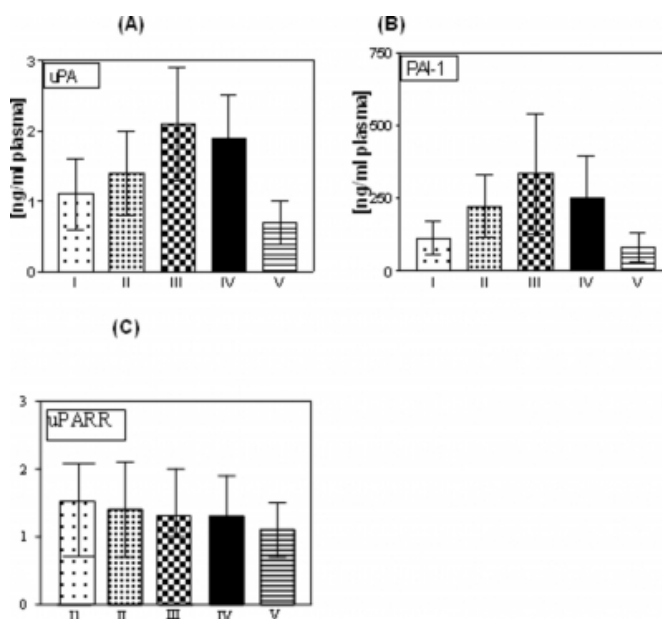 (A)
uPA
[ng/ml plasma]
3
2
1
0
I II III IV V
(B)
PAI-1
[ng/ml plasma]
750
500
250
0
I II III IV V
(C)
uPARR
3
2
1
0
II II III IV V